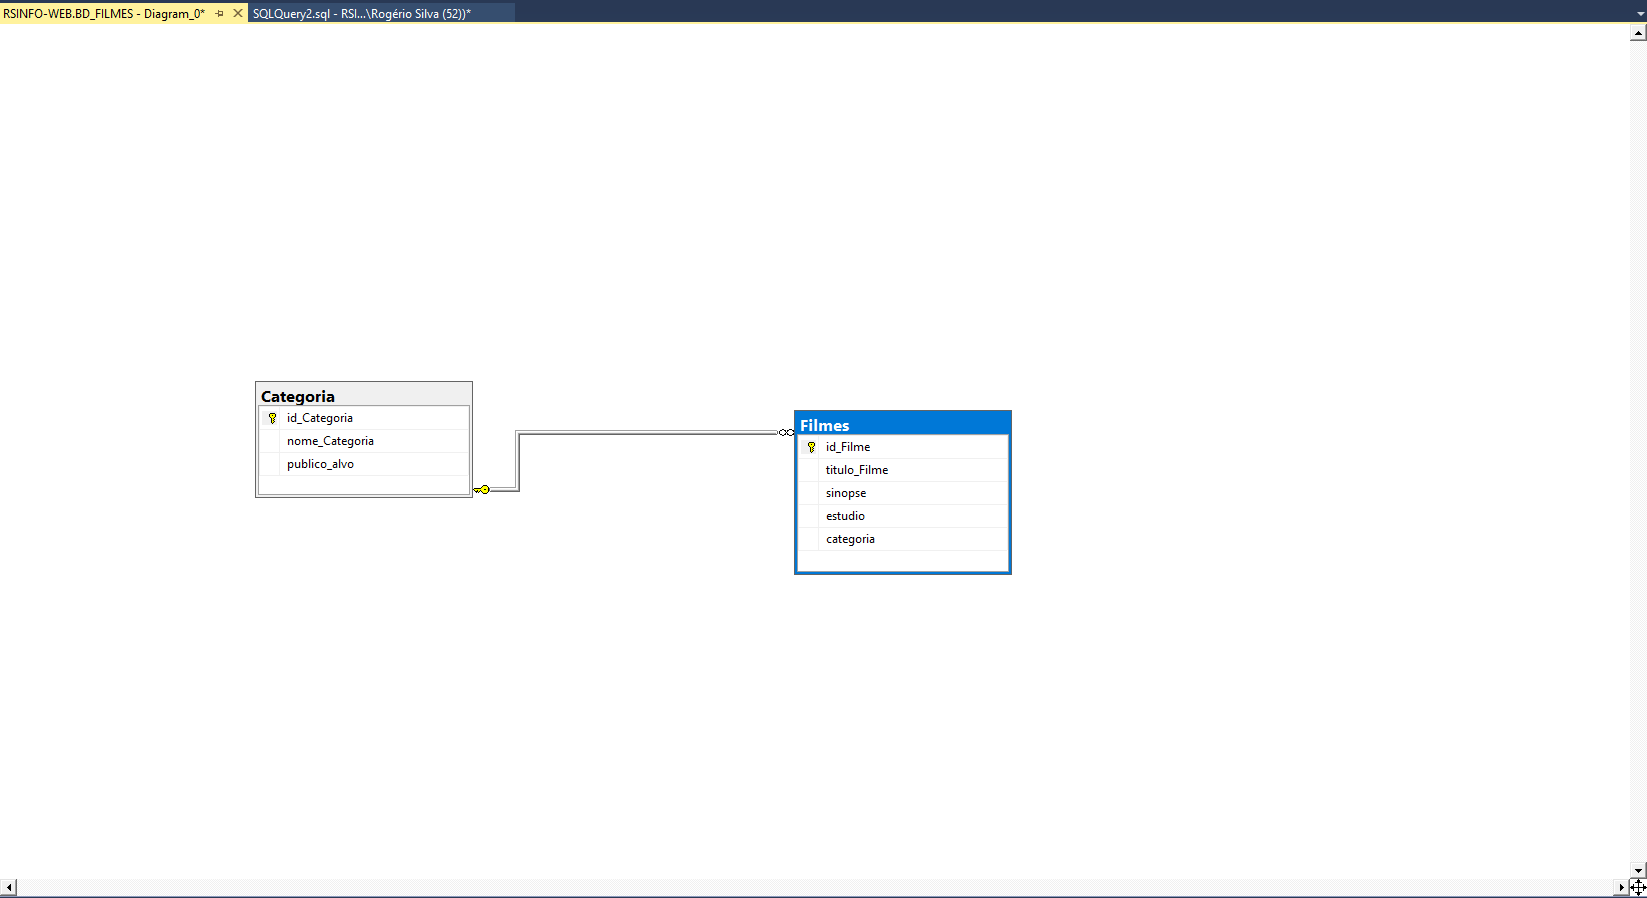 RSINFO-WEB.BD_FILMES - Diagram_0*
SQLQuery2.sql - RSI...\Rogério Silva (52))*
Categoria
id_Categoria
nome_Categoria
publico_alvo
Filmes
id_Filme
titulo_Filme
sinopse
estudio
categoria